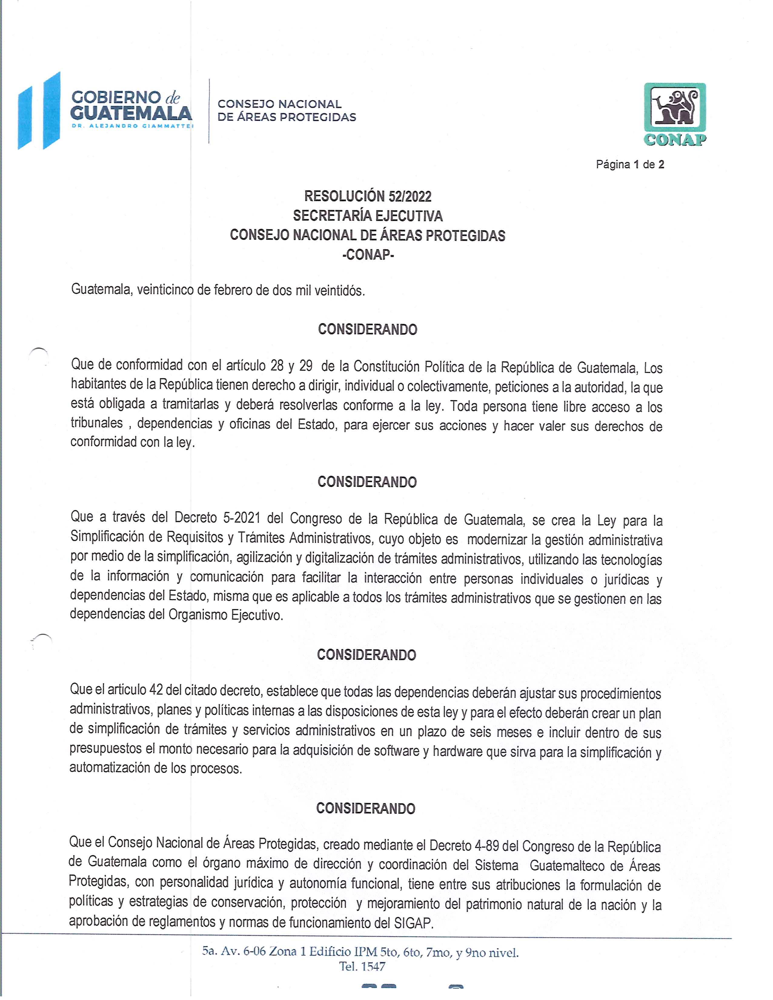 GOBIERNO de
GUATEMALA
DR. ALEJANDRO GIAMMATTEI
CONSEJO NACIONAL
DE ÁREAS PROTEGIDAS
CONAP
Página 1 de 2
RESOLUCIÓN 52/2022
SECRETARÍA EJECUTIVA
CONSEJO NACIONAL DE ÁREAS PROTEGIDAS
-CONAP-
Guatemala, veinticinco de febrero de dos mil veintidós.
CONSIDERANDO
Que de conformidad con el artículo 28 y 29 de la Constitución Política de la República de Guatemala, Los
habitantes de la República tienen derecho a dirigir, individual o colectivamente, peticiones a la autoridad, la que
está obligada a tramitarlas y deberá resolverlas conforme a la ley. Toda persona tiene libre acceso a los
tribunales , dependencias y oficinas del Estado, para ejercer sus acciones y hacer valer sus derechos de
conformidad con la ley.
CONSIDERANDO
Que a través del Decreto 5-2021 del Congreso de la República de Guatemala, se crea la Ley para la
Simplificación de Requisitos y Trámites Administrativos, cuyo objeto es modernizar la gestión administrativa
por medio de la simplificación, agilización y digitalización de trámites administrativos, utilizando las tecnologías
de la información y comunicación para facilitar la interacción entre personas individuales o jurídicas y
dependencias del Estado, misma que es aplicable a todos los trámites administrativos que se gestionen en las
dependencias del Organismo Ejecutivo.
CONSIDERANDO
Que el articulo 42 del citado decreto, establece que todas las dependencias deberán ajustar sus procedimientos
administrativos, planes y políticas internas a las disposiciones de esta ley y para el efecto deberán crear un plan
de simplificación de trámites y servicios administrativos en un plazo de seis meses e incluir dentro de sus
presupuestos el monto necesario para la adquisición de software y hardware que sirva para la simplificación y
automatización de los procesos.
CONSIDERANDO
Que el Consejo Nacional de Áreas Protegidas, creado mediante el Decreto 4-89 del Congreso de la República
de Guatemala como el órgano máximo de dirección y coordinación del Sistema Guatemalteco de Áreas
Protegidas, con personalidad jurídica y autonomía funcional, tiene entre sus atribuciones la formulación de
políticas y estrategias de conservación, protección y mejoramiento del patrimonio natural de la nación y la
aprobación de reglamentos y normas de funcionamiento del SIGAP.
5a. Av. 6-06 Zona 1 Edificio IPM 5to, 6to, 7mo, y 9no nivel.
Tel. 1547